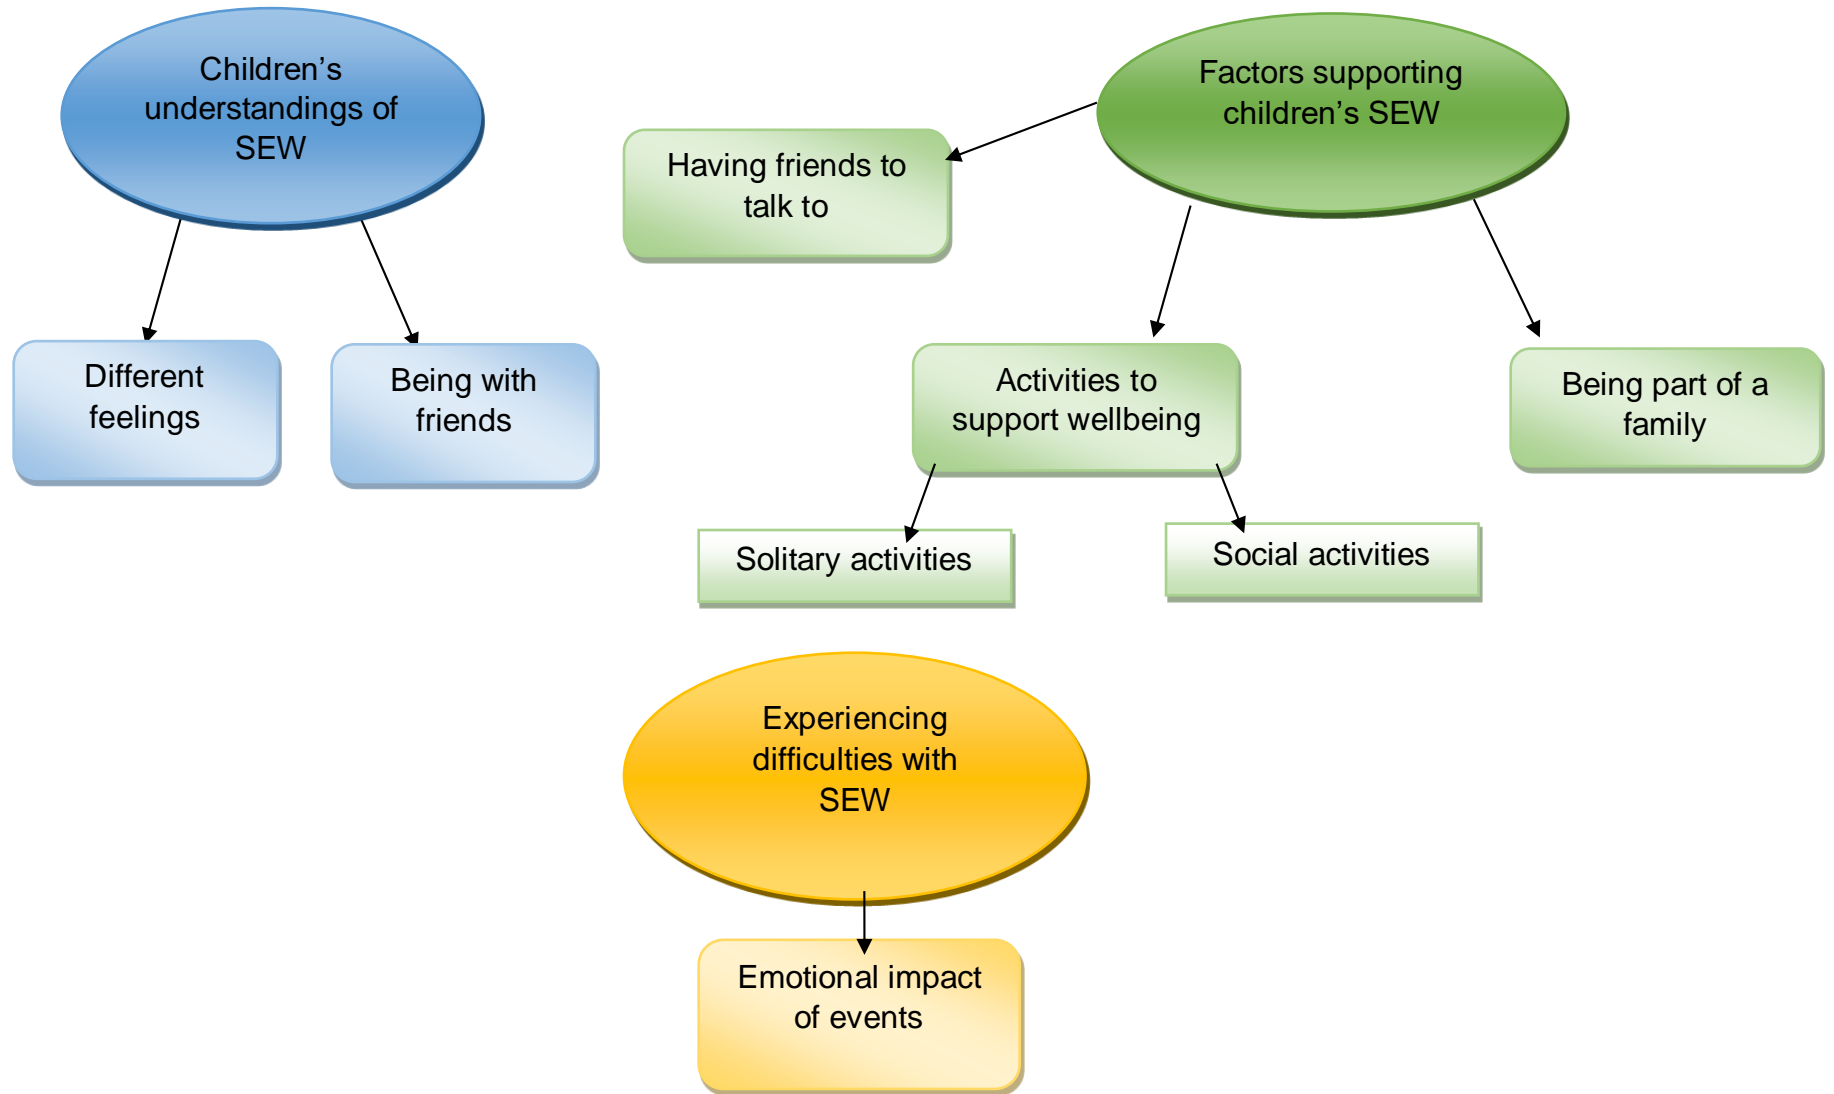 Children’s
understandings of
SEW
Factors supporting
children’s SEW
Having friends to
talk to
Different
feelings
Being with
friends
Activities to
support wellbeing
Being part of a
family
Solitary activities
Social activities
Experiencing
difficulties with
SEW
Emotional impact
of events